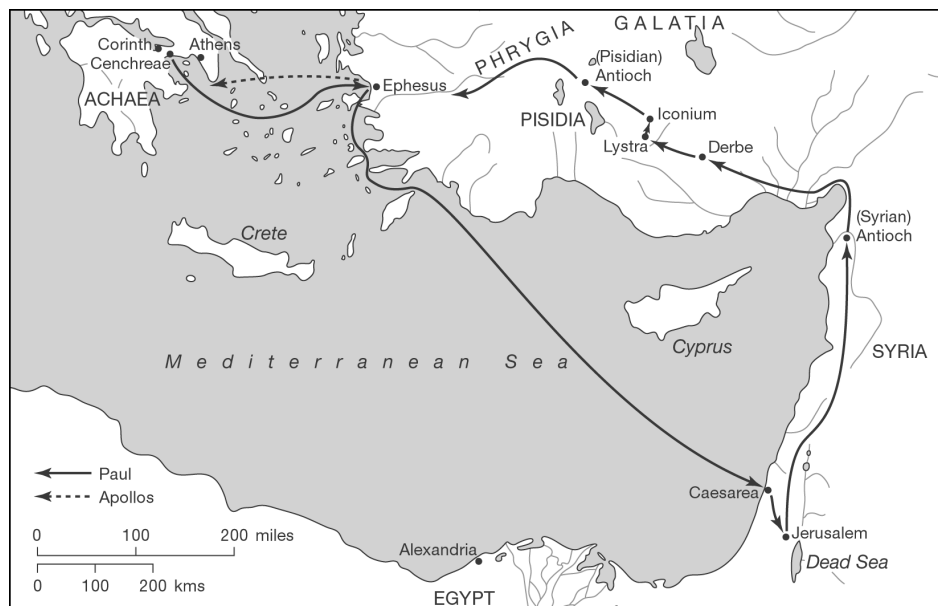 GALATIA
Corinth
Athens
Cenchreae
PHRYGIA
(Pisidian)
Antioch
Ephesus
ACHAEA
PISIDIA
Iconium
Lystra
Derbe
(Syrian)
Antioch
Crete
Cyprus
SYRIA
Mediterranean Sea
Paul
Apollos
Caesarea
0 100 200 miles
0 100 200 kms
Jerusalem
Alexandria
Dead Sea
EGYPT